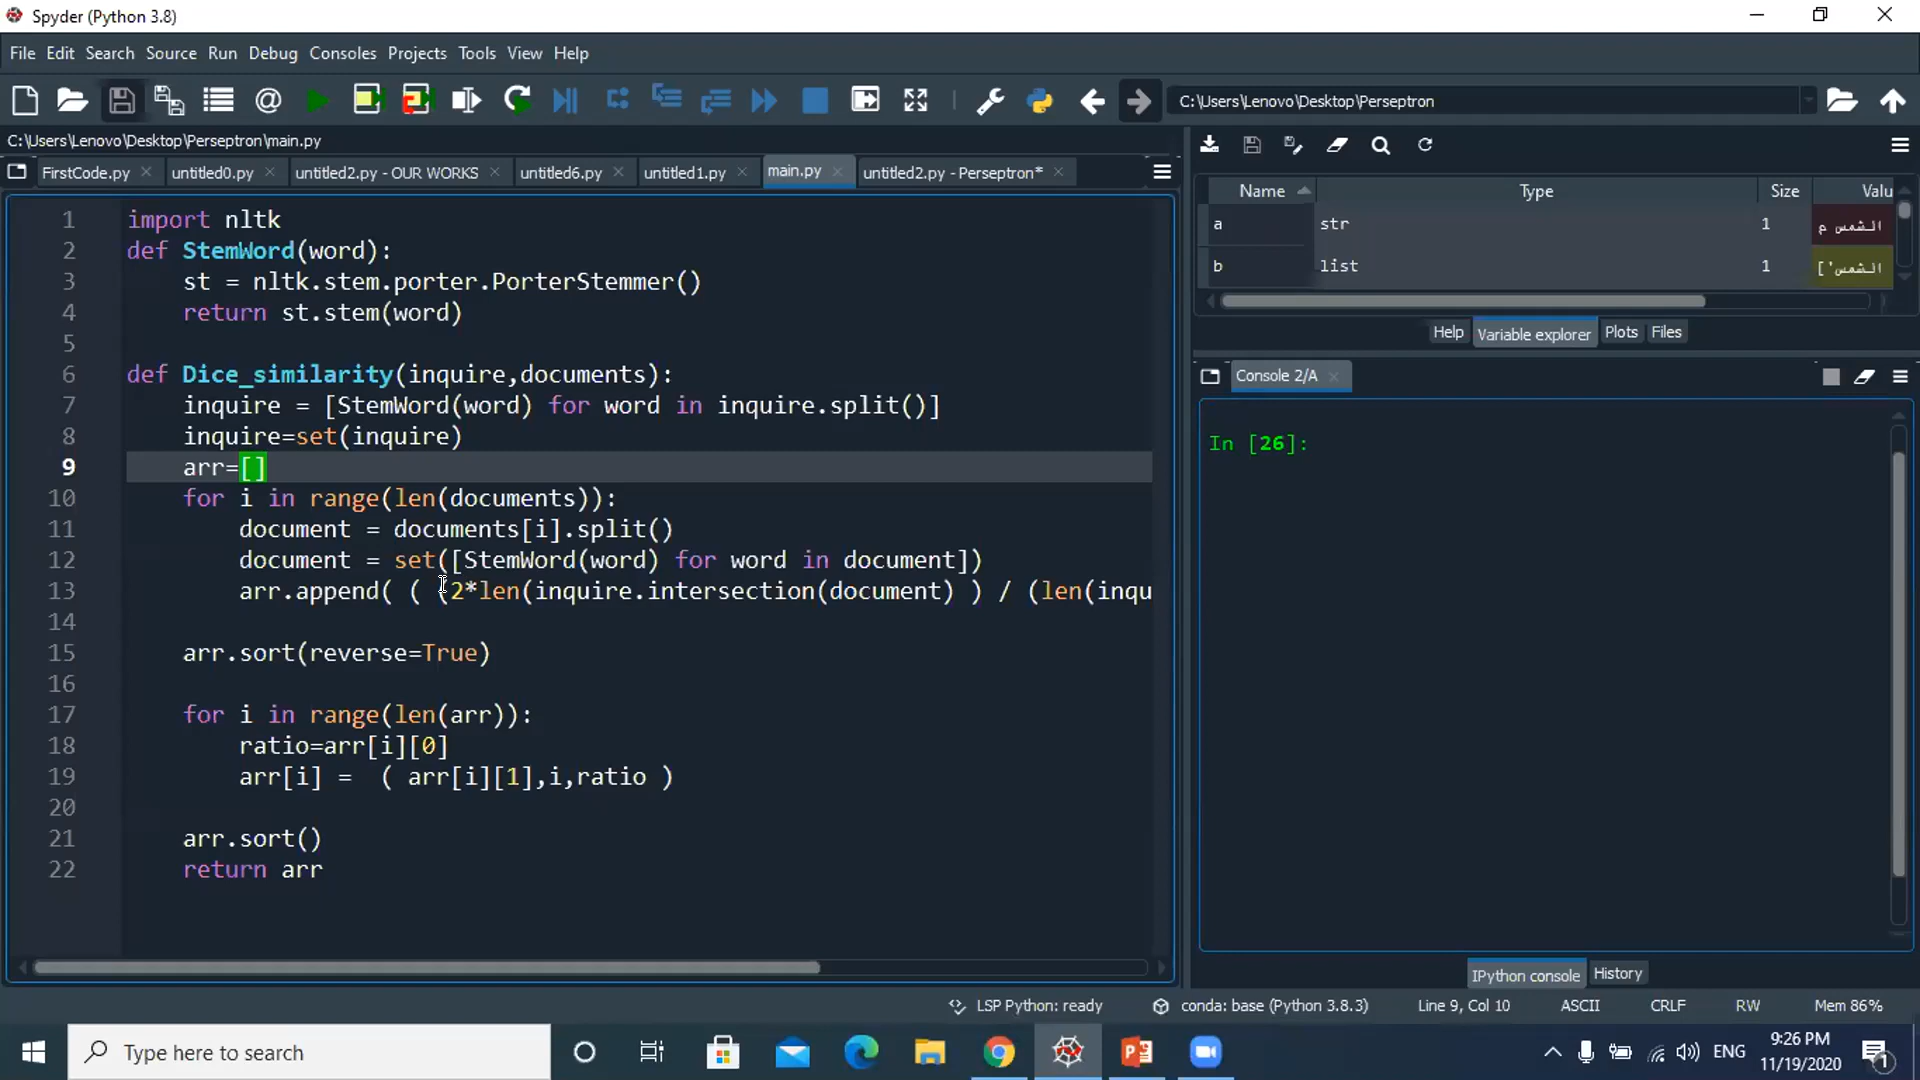 Spyder (Python 3.8)
File Edit Search Source Run Debug Consoles Projects Tools View Help
C:\Users\Lenovo\Desktop\Perseptron
C:\Users\Lenovo\Desktop\Perseptron\main.py
FirstCode.py untitled0.py untitled2.py - OUR WORKS untitled6.py untitled1.py main.py untitled2.py - Perseptron*
1 import nltk
2 def StemWord(word):
3 st = nltk.stem.porter.PorterStemmer()
4 return st.stem(word)
5
6 def Dice_similarity(inquire,documents):
7 inquire = [StemWord(word) for word in inquire.split()]
8 inquire=set(inquire)
9 arr=[]
10 for i in range(len(documents)):
11 document = documents[i].split()
12 document = set([StemWord(word) for word in document])
13 arr.append( ( (2*len(inquire.intersection(document) ) / (len(inqu
14
15 arr.sort(reverse=True)
16
17 for i in range(len(arr)):
18 ratio=arr[i][0]
19 arr[i] = ( arr[i][1],i,ratio )
20
21 arr.sort()
22 return arr
Name Type Size Valu
a str 1 الشمس م
b list 1 ['الشمس
Help Variable explorer Plots Files
Console 2/A
In [26]:
IPython console History
LSP Python: ready conda: base (Python 3.8.3) Line 9, Col 10 ASCII CRLF RW Mem 86%
Type here to search
ENG
9:26 PM
11/19/2020
1